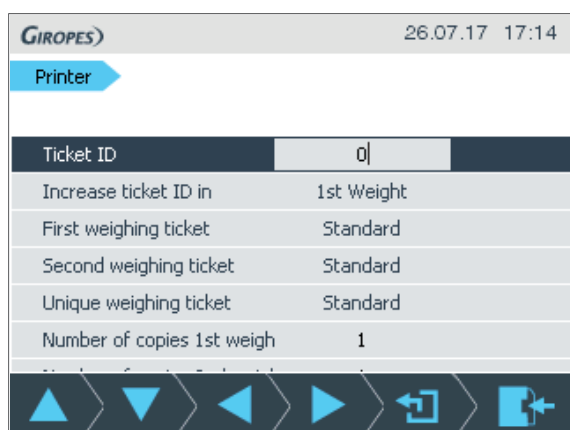 GIROPES) 26.07.17 17:14
Printer
Ticket ID 0
Increase ticket ID in 1st Weight
First weighing ticket Standard
Second weighing ticket Standard
Unique weighing ticket Standard
Number of copies 1st weigh 1